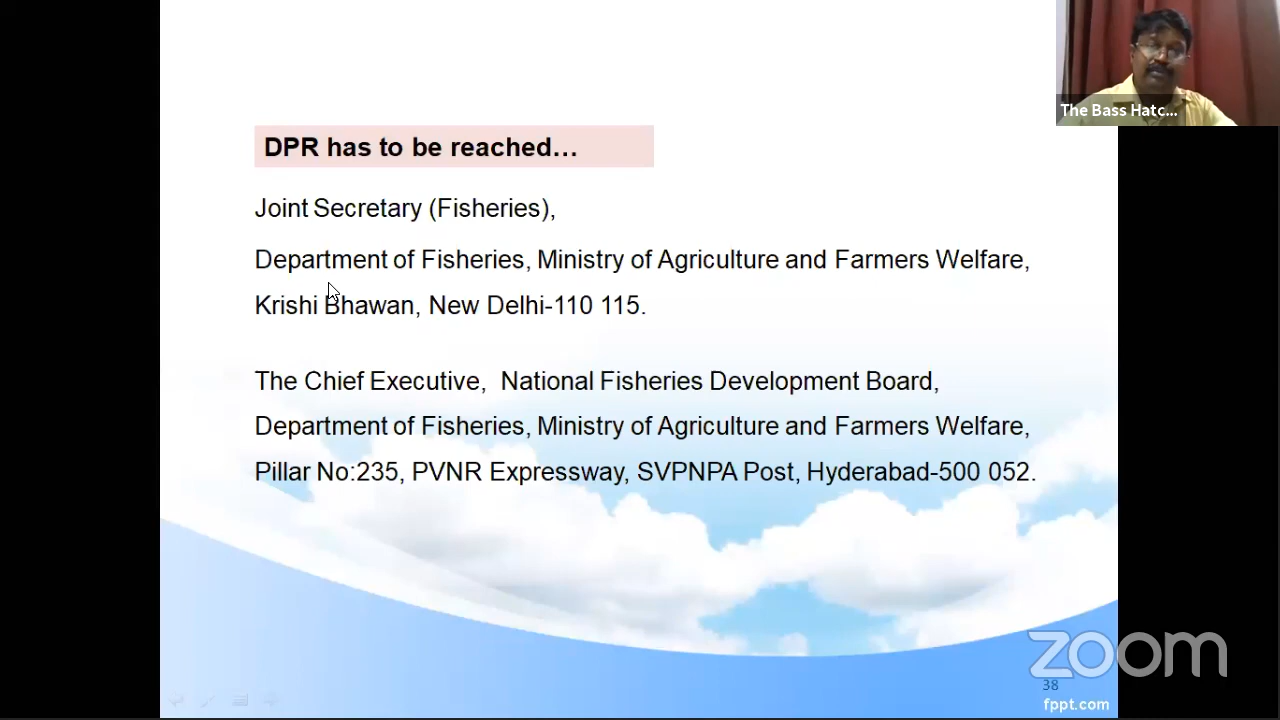 DPR has to be reached…
Joint Secretary (Fisheries),
Department of Fisheries, Ministry of Agriculture and Farmers Welfare,
Krishi Bhawan, New Delhi-110 115.
The Chief Executive, National Fisheries Development Board,
Department of Fisheries, Ministry of Agriculture and Farmers Welfare,
Pillar No:235, PVNR Expressway, SVPNPA Post, Hyderabad-500 052.
The Bass Hatc...
zoom
38
fppt.com